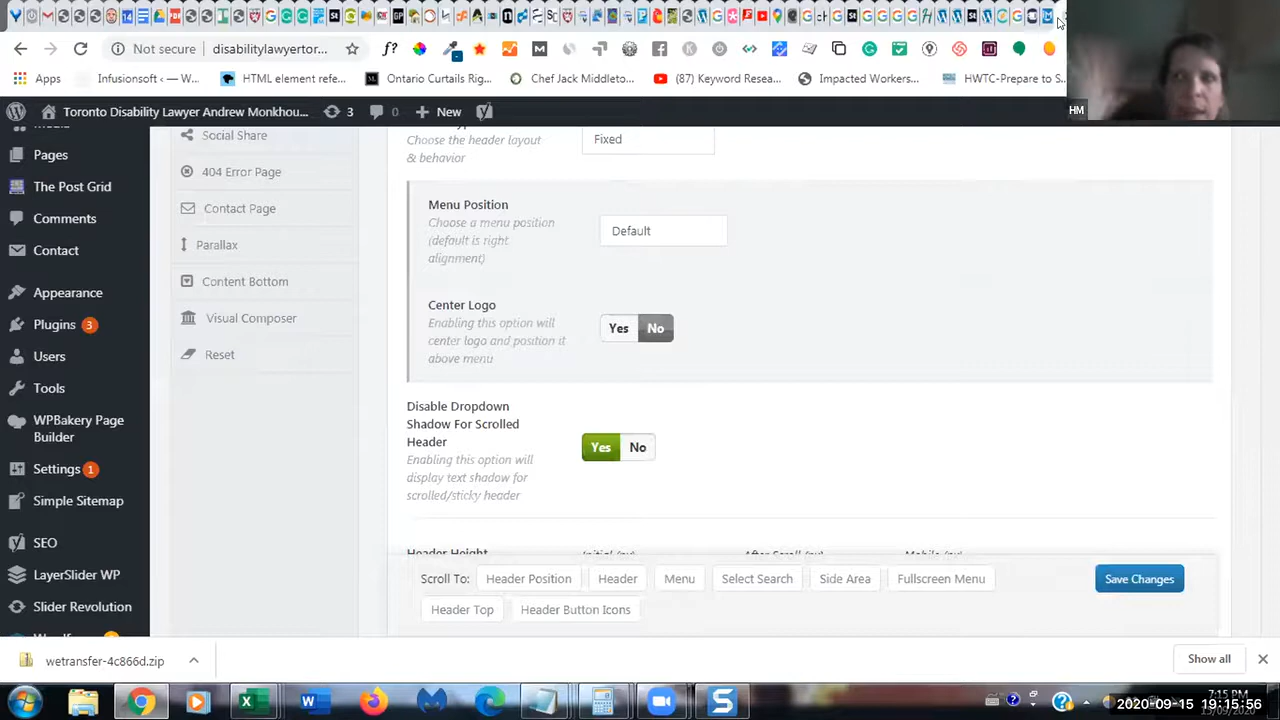 Not secure
disabilitylawyertor...
f?
Apps
Infusionsoft ‹ — W...
HTML element refe...
Ontario Curtails Rig...
Chef Jack Middleto...
(87) Keyword Resea...
Impacted Workers...
HWTC-Prepare to S...
HM
Toronto Disability Lawyer Andrew Monkhou...
3
0
New
Pages
The Post Grid
Comments
Contact
Appearance
Plugins 3
Users
Tools
WPBakery Page
Builder
Settings 1
Simple Sitemap
SEO
LayerSlider WP
Slider Revolution
Social Share
404 Error Page
Contact Page
Parallax
Content Bottom
Visual Composer
Reset
Choose the header layout
& behavior
Fixed
Menu Position
Choose a menu position
(default is right
alignment)
Default
Center Logo
Enabling this option will
center logo and position it
above menu
Yes No
Disable Dropdown
Shadow For Scrolled
Header
Enabling this option will
display text shadow for
scrolled/sticky header
Yes No
Header Height
Initial (px)
After Scroll (px)
Mobile (px)
Scroll To:
Header Position
Header
Menu
Select Search
Side Area
Fullscreen Menu
Header Top
Header Button Icons
Save Changes
wetransfer-4c866d.zip
Show all
7:15 PM
2020-09-15 19:15:56